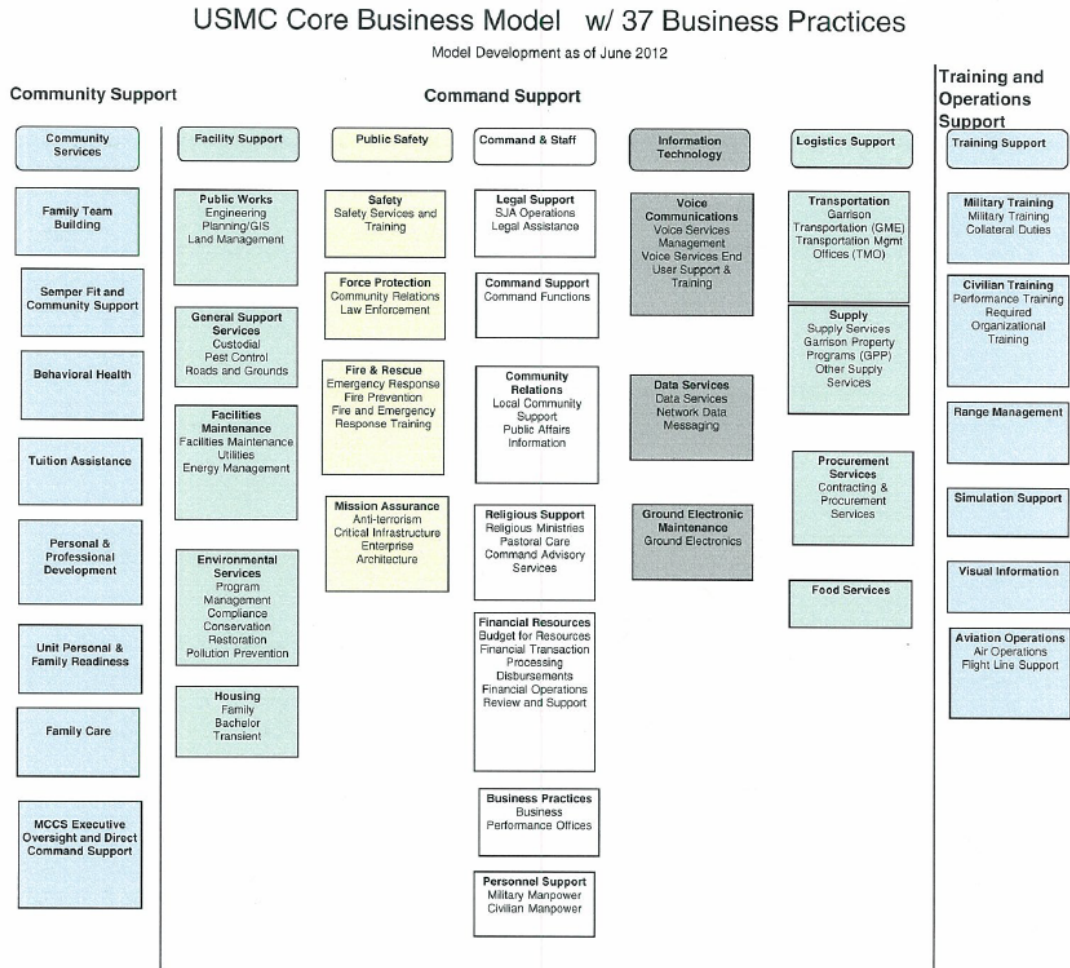 USMC Core Business Model w/ 37 Business Practices
Model Development as of June 2012
Community Support
Command Support
Training and
Operations
Support
Community
Services
Family Team
Building
Semper Fit and
Community Support
Behavioral Health
Tuition Assistance
Personal &
Professional
Development
Unit Personal &
Family Readiness
Family Care
MCCS Executive
Oversight and Direct
Command Support
Facility Support
Public Works
Engineering
Planning/GIS
Land Management
General Support
Services
Custodial
Pest Control
Roads and Grounds
Facilities
Maintenance
Facilities Maintenance
Utilities
Energy Management
Environmental
Services
Program
Management
Compliance
Conservation
Restoration
Pollution Prevention
Housing
Family
Bachelor
Transient
Public Safety
Safety
Safety Services and
Training
Force Protection
Community Relations
Law Enforcement
Fire & Rescue
Emergency Response
Fire Prevention
Fire and Emergency
Response Training
Mission Assurance
Anti-terrorism
Critical Infrastructure
Enterprise
Architecture
Command & Staff
Legal Support
SJA Operations
Legal Assistance
Command Support
Command Functions
Community
Relations
Local Community
Support
Public Affairs
Information
Religious Support
Religious Ministries
Pastoral Care
Command Advisory
Services
Financial Resources
Budget for Resources
Financial Transaction
Processing
Disbursements
Financial Operations
Review and Support
Business Practices
Business
Performance Offices
Personnel Support
Military Manpower
Civilian Manpower
Information
Technology
Voice
Communications
Voice Services
Management
Voice Services End
User Support &
Training
Data Services
Data Services
Network Data
Messaging
Ground Electronic
Maintenance
Ground Electronics
Logistics Support
Transportation
Garrison
Transportation (GME)
Transportation Mgmt
Offices (TMO)
Supply
Supply Services
Garrison Property
Programs (GPP)
Other Supply
Services
Procurement
Services
Contracting &
Procurement
Services
Food Services
Training Support
Military Training
Military Training
Collateral Duties
Civilian Training
Performance Training
Required
Organizational
Training
Range Management
Simulation Support
Visual Information
Aviation Operations
Air Operations
Flight Line Support